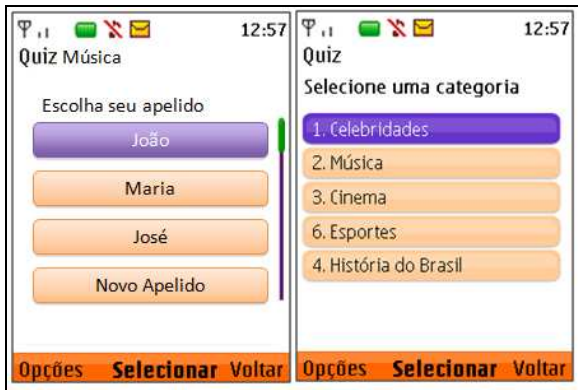 12:57
Quiz Música
Escolha seu apelido
João
Maria
José
Novo Apelido
Opções Selecionar Voltar
12:57
Quiz
Selecione uma categoria
1. Celebridades
2. Música
3. Cinema
6. Esportes
4. História do Brasil
Opções Selecionar Voltar